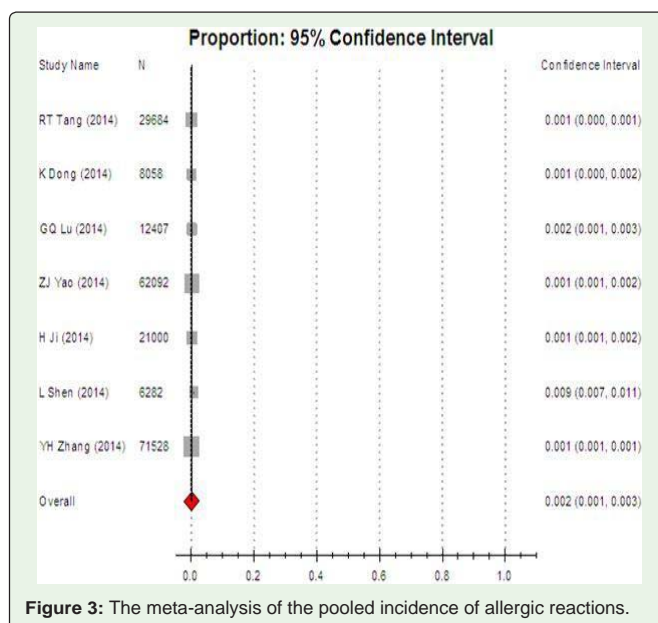 Proportion: 95% Confidence Interval
Study Name N Confidence Interval
RT Tang (2014) 29684 0.001 (0.000, 0.001)
K Dong (2014) 8058 0.001 (0.000, 0.002)
GQ Lu (2014) 12407 0.002 (0.001, 0.003)
ZJ Yao (2014) 62092 0.001 (0.001, 0.002)
H Ji (2014) 21000 0.001 (0.001, 0.002)
L Shen (2014) 6282 0.009 (0.007, 0.011)
YH Zhang (2014) 71528 0.001 (0.001, 0.001)
Overall 0.002 (0.001, 0.003)
0.0 0.2 0.4 0.6 0.8 1.0
Figure 3: The meta-analysis of the pooled incidence of allergic reactions.